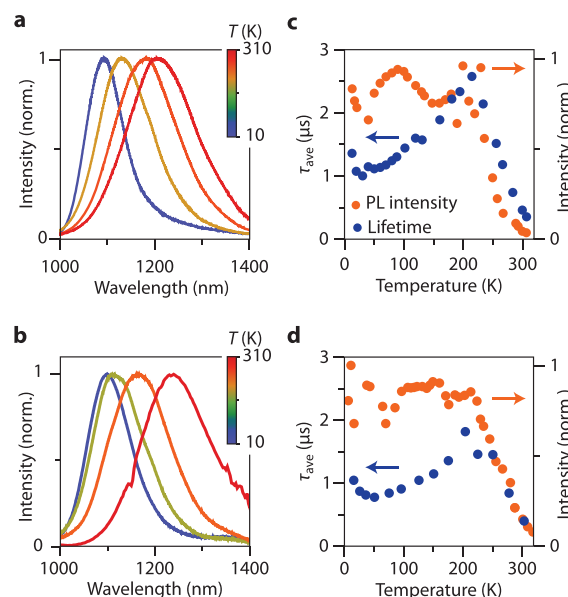 a
T (K)
310
10
1
0
Intensity (norm.)
1000
1200
1400
Wavelength (nm)
c
3
2
1
0
τave (μs)
1
0
Intensity (norm.)
PL intensity
Lifetime
0
100
200
300
Temperature (K)
b
T (K)
310
10
1
0
Intensity (norm.)
1000
1200
1400
Wavelength (nm)
d
3
2
1
0
τave (μs)
1
0
Intensity (norm.)
0
100
200
300
Temperature (K)